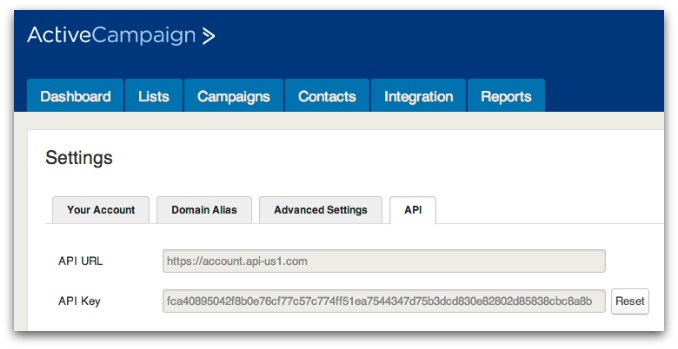 ActiveCampaign >
Dashboard Lists Campaigns Contacts Integration Reports
Settings
Your Account Domain Alias Advanced Settings API
API URL https://account.api-us1.com
API Key fca40895042f8b0e76cf77c57c774ff51ea7544347d75b3dcd830e82802d85838cbc8a8b Reset